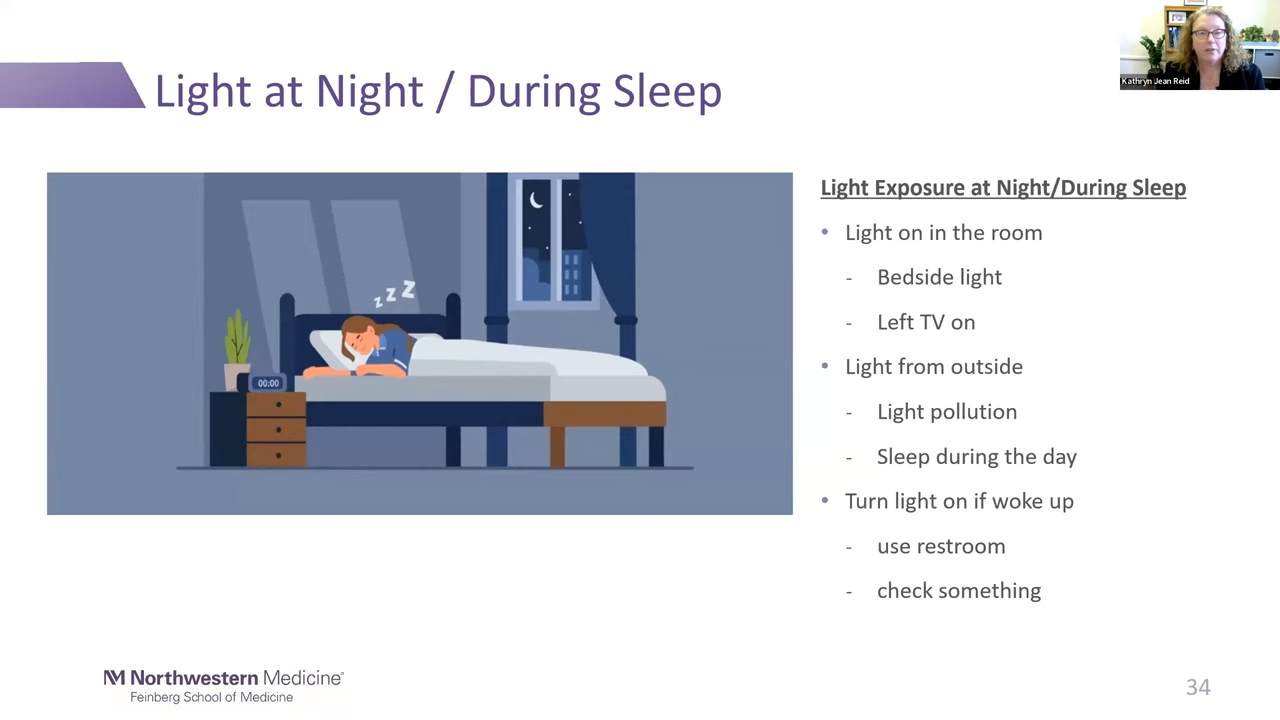 Kathryn Jean Reid
Light at Night / During Sleep
z z z
00:00
Light Exposure at Night/During Sleep
• Light on in the room
- Bedside light
- Left TV on
• Light from outside
- Light pollution
- Sleep during the day
• Turn light on if woke up
- use restroom
- check something
NM Northwestern Medicine®
Feinberg School of Medicine
34